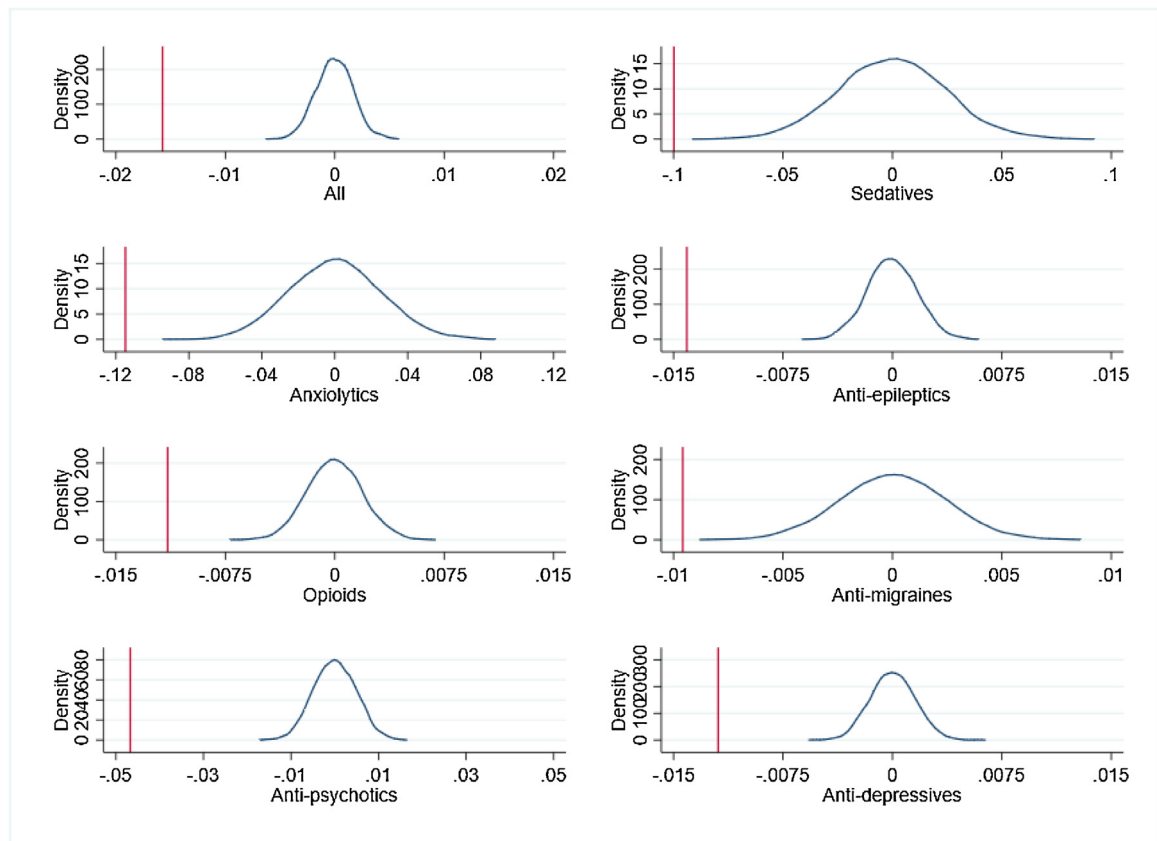 Density
0 100 200
-.02 -.01 0 .01 .02
All
Density
0 5 10 15
-.1 -.05 0 .05 .1
Sedatives
Density
0 5 10 15
-.12 -.08 -.04 0 .04 .08 .12
Anxiolytics
Density
0 100 200
-.015 -.0075 0 .0075 .015
Anti-epileptics
Density
0 100 200
-.015 -.0075 0 .0075 .015
Opioids
Density
0 100 200
-.01 -.005 0 .005 .01
Anti-migraines
Density
0 20 40 60 80
-.05 -.03 -.01 .01 .03 .05
Anti-psychotics
Density
0 100 200 300
-.015 -.0075 0 .0075 .015
Anti-depressives